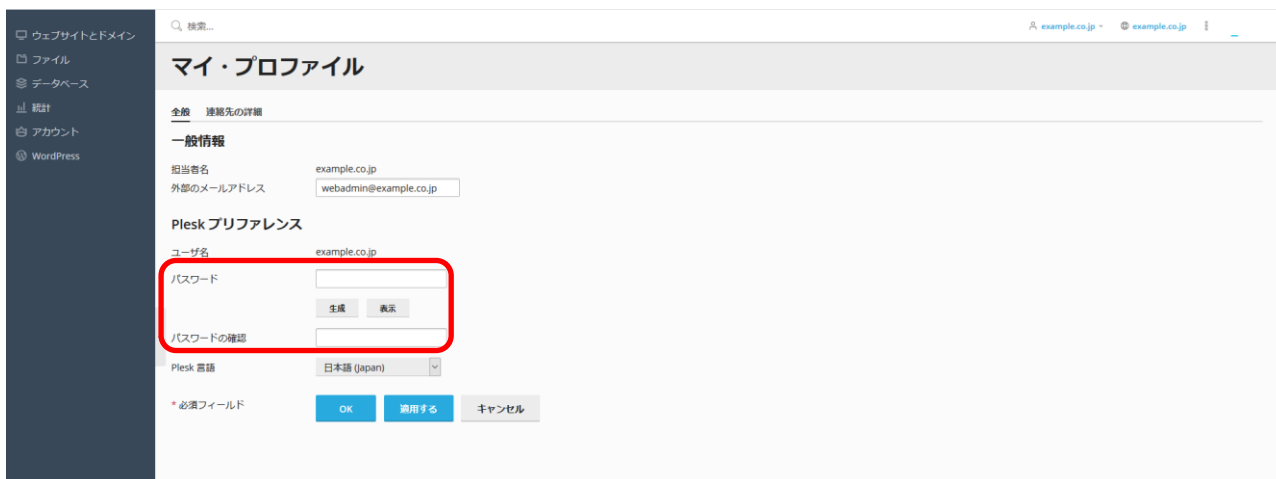 検索...
example.co.jp
example.co.jp
ウェブサイトとドメイン
ファイル
データベース
統計
アカウント
WordPress
マイ・プロファイル
全般 連絡先の詳細
一般情報
担当者名 example.co.jp
外部のメールアドレス webadmin@example.co.jp
Plesk プリファレンス
ユーザ名 example.co.jp
パスワード
生成 表示
パスワードの確認
Plesk 言語 日本語 (Japan)
* 必須フィールド OK 適用する キャンセル